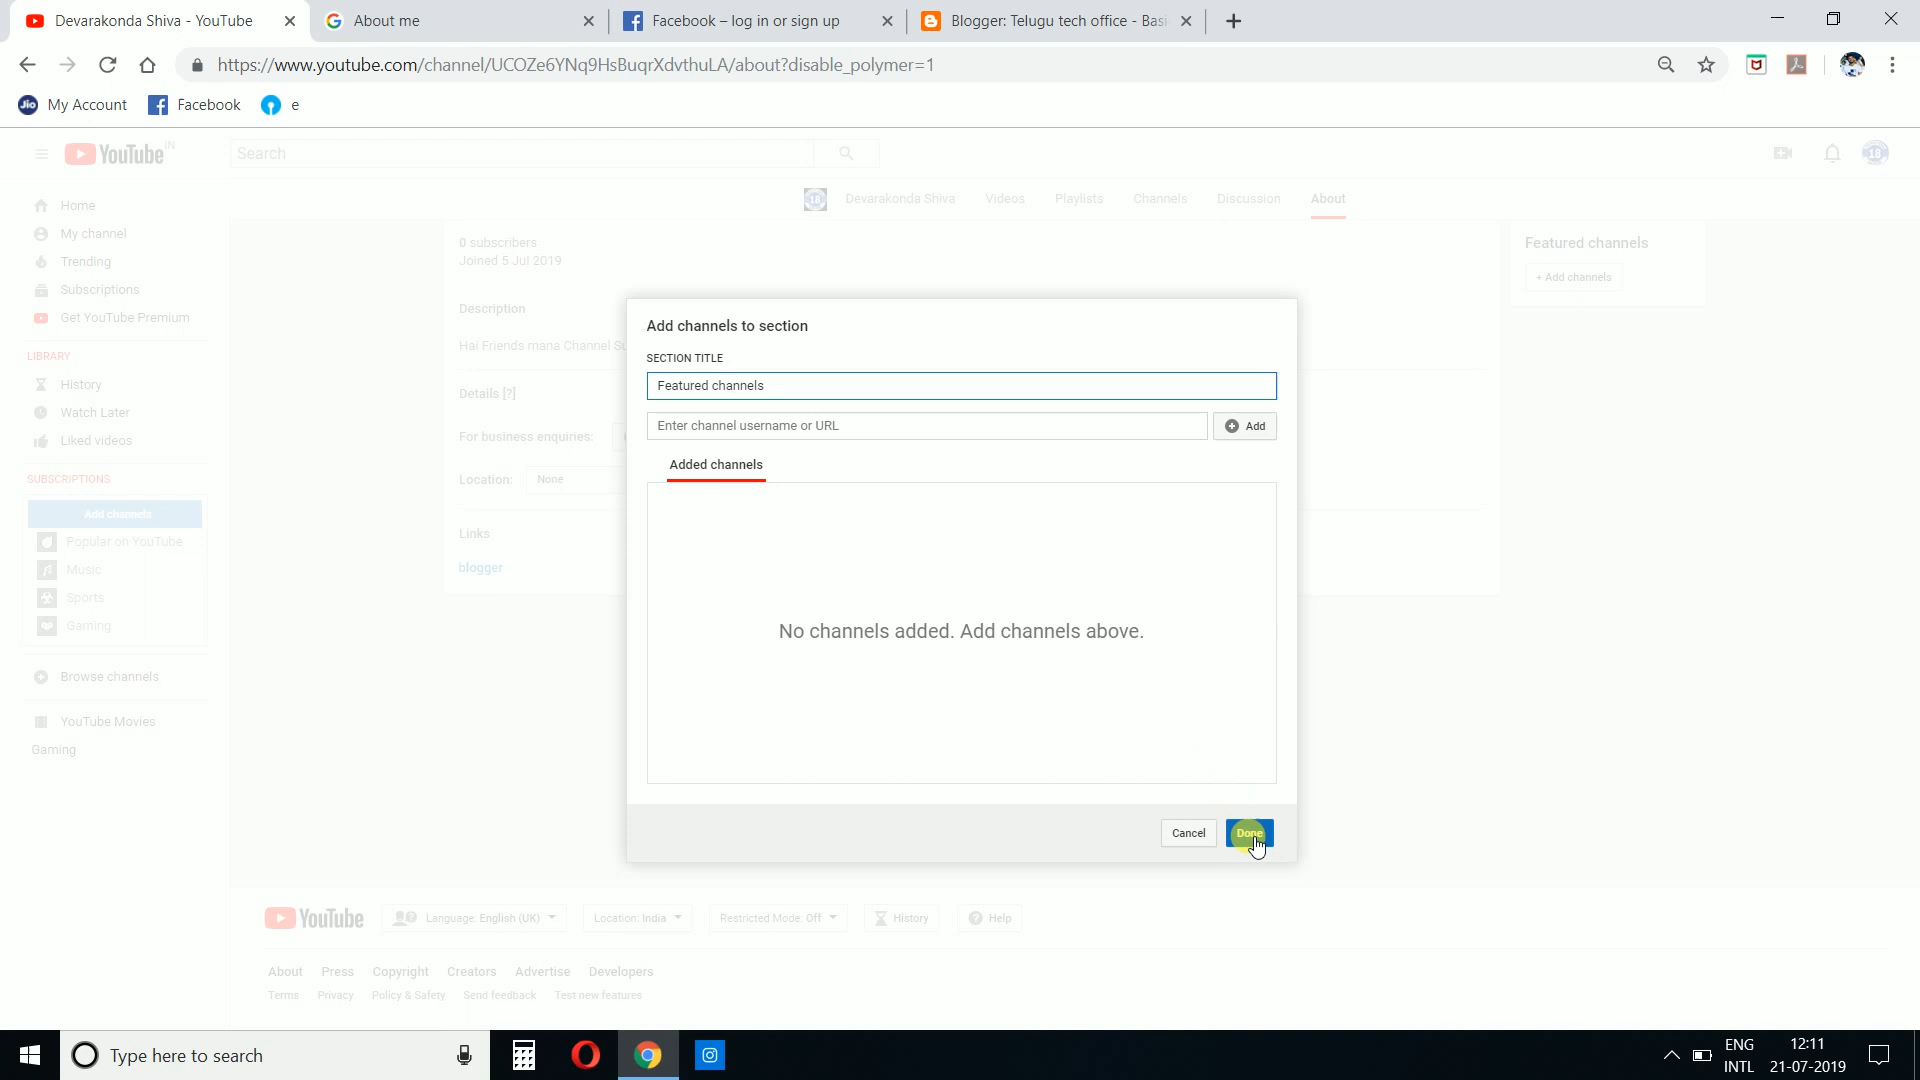 Devarakonda Shiva - YouTube
About me
Facebook – log in or sign up
Blogger: Telugu tech office - Basi
https://www.youtube.com/channel/UCOZe6YNq9HsBuqrXdvthuLA/about?disable_polymer=1
Jio My Account
Facebook
e
YouTube IN
Search
18
Home
My channel
Trending
Subscriptions
Get YouTube Premium
LIBRARY
History
Watch Later
Liked videos
SUBSCRIPTIONS
Add channels
Popular on YouTube
Music
Sports
Gaming
Browse channels
YouTube Movies
Gaming
18 Devarakonda Shiva Videos Playlists Channels Discussion About
0 subscribers
Joined 5 Jul 2019
Description
Hai Friends mana Channel
Details [?]
For business enquiries:
Location: None
Links
blogger
Featured channels
+ Add channels
Add channels to section
SECTION TITLE
Featured channels
Enter channel username or URL
Add
Added channels
No channels added. Add channels above.
Cancel Done
YouTube Language: English (UK) Location: India Restricted Mode: Off History Help
About Press Copyright Creators Advertise Developers
Terms Privacy Policy & Safety Send feedback Test new features
Type here to search
ENG
INTL
12:11
21-07-2019